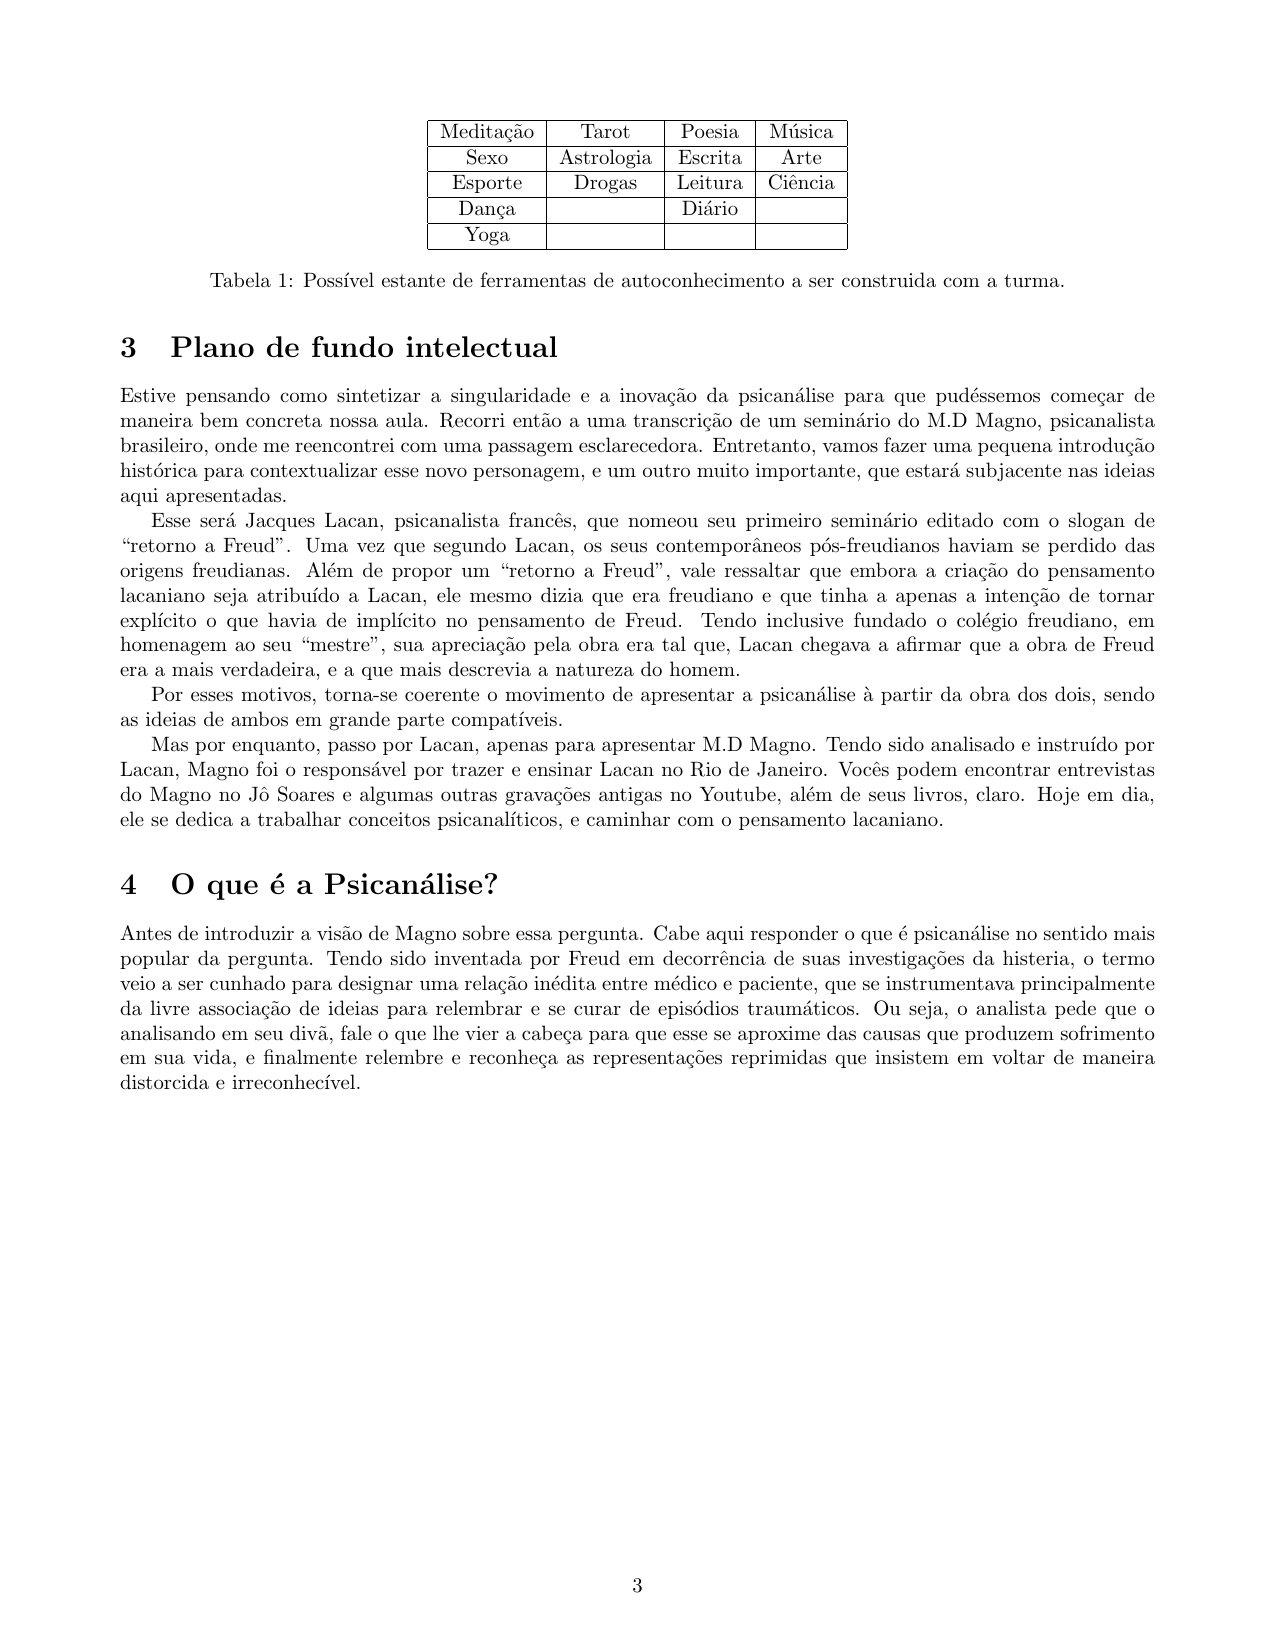 Meditação Tarot Poesia Música
Sexo Astrologia Escrita Arte
Esporte Drogas Leitura Ciência
Dança Diário
Yoga
Tabela 1: Possível estante de ferramentas de autoconhecimento a ser construida com a turma.
3 Plano de fundo intelectual
Estive pensando como sintetizar a singularidade e a inovação da psicanálise para que pudéssemos começar de
maneira bem concreta nossa aula. Recorri então a uma transcrição de um seminário do M.D Magno, psicanalista
brasileiro, onde me reencontrei com uma passagem esclarecedora. Entretanto, vamos fazer uma pequena introdução
histórica para contextualizar esse novo personagem, e um outro muito importante, que estará subjacente nas ideias
aqui apresentadas.
Esse será Jacques Lacan, psicanalista francês, que nomeou seu primeiro seminário editado com o slogan de
“retorno a Freud”. Uma vez que segundo Lacan, os seus contemporâneos pós-freudianos haviam se perdido das
origens freudianas. Além de propor um “retorno a Freud”, vale ressaltar que embora a criação do pensamento
lacaniano seja atribuído a Lacan, ele mesmo dizia que era freudiano e que tinha a apenas a intenção de tornar
explícito o que havia de implícito no pensamento de Freud. Tendo inclusive fundado o colégio freudiano, em
homenagem ao seu “mestre”, sua apreciação pela obra era tal que, Lacan chegava a afirmar que a obra de Freud
era a mais verdadeira, e a que mais descrevia a natureza do homem.
Por esses motivos, torna-se coerente o movimento de apresentar a psicanálise à partir da obra dos dois, sendo
as ideias de ambos em grande parte compatíveis.
Mas por enquanto, passo por Lacan, apenas para apresentar M.D Magno. Tendo sido analisado e instruído por
Lacan, Magno foi o responsável por trazer e ensinar Lacan no Rio de Janeiro. Vocês podem encontrar entrevistas
do Magno no Jô Soares e algumas outras gravações antigas no Youtube, além de seus livros, claro. Hoje em dia,
ele se dedica a trabalhar conceitos psicanalíticos, e caminhar com o pensamento lacaniano.
4 O que é a Psicanálise?
Antes de introduzir a visão de Magno sobre essa pergunta. Cabe aqui responder o que é psicanálise no sentido mais
popular da pergunta. Tendo sido inventada por Freud em decorrência de suas investigações da histeria, o termo
veio a ser cunhado para designar uma relação inédita entre médico e paciente, que se instrumentava principalmente
da livre associação de ideias para relembrar e se curar de episódios traumáticos. Ou seja, o analista pede que o
analisando em seu divã, fale o que lhe vier a cabeça para que esse se aproxime das causas que produzem sofrimento
em sua vida, e finalmente relembre e reconheça as representações reprimidas que insistem em voltar de maneira
distorcida e irreconhecível.
3